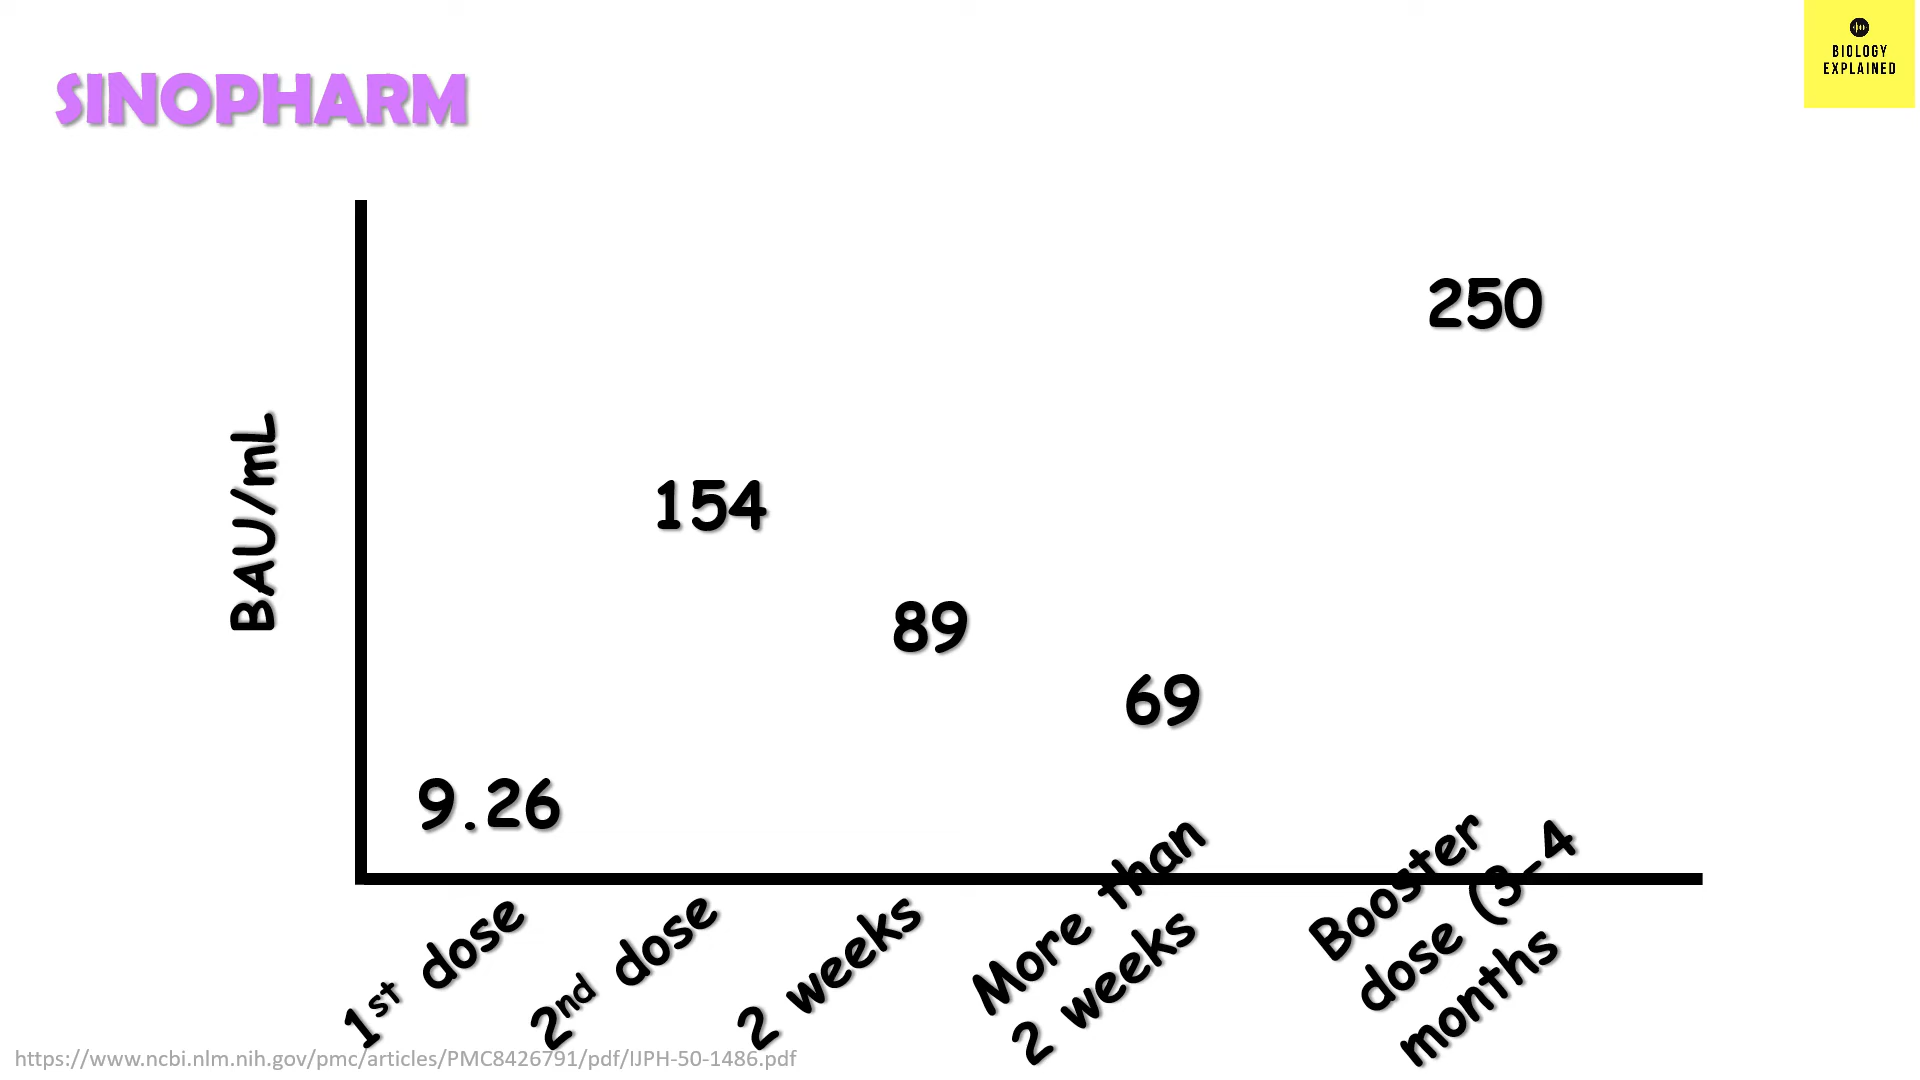 BIOLOGY
EXPLAINED
SINOPHARM
BAU/mL
250
154
89
69
9.26
1st dose
2nd dose
2 weeks
More than
2 weeks
Booster
dose (3-4
months
https://www.ncbi.nlm.nih.gov/pmc/articles/PMC8426791/pdf/IJPH-50-1486.pdf